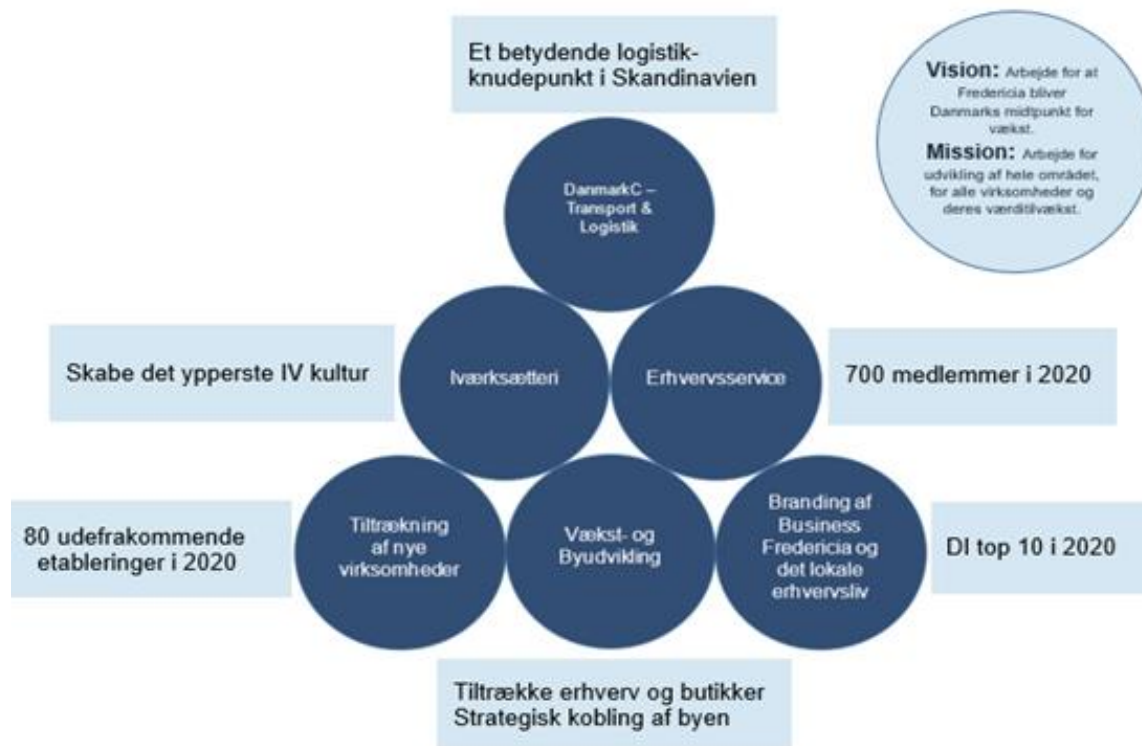 Et betydende logistik-
knudepunkt i Skandinavien
Vision: Arbejde for at
Fredericia bliver
Danmarks midtpunkt for
vækst.
Mission: Arbejde for
udvikling af hele området,
for alle virksomheder og
deres værditilvækst.
DanmarkC –
Transport &
Logistik
Skabe det ypperste IV kultur
Iværksætteri
Erhvervsservice
700 medlemmer i 2020
80 udefrakommende
etableringer i 2020
Tiltrækning
af nye
virksomheder
Vækst- og
Byudvikling
Branding af
Business
Fredericia og
det lokale
erhvervsliv
DI top 10 i 2020
Tiltrække erhverv og butikker
Strategisk kobling af byen